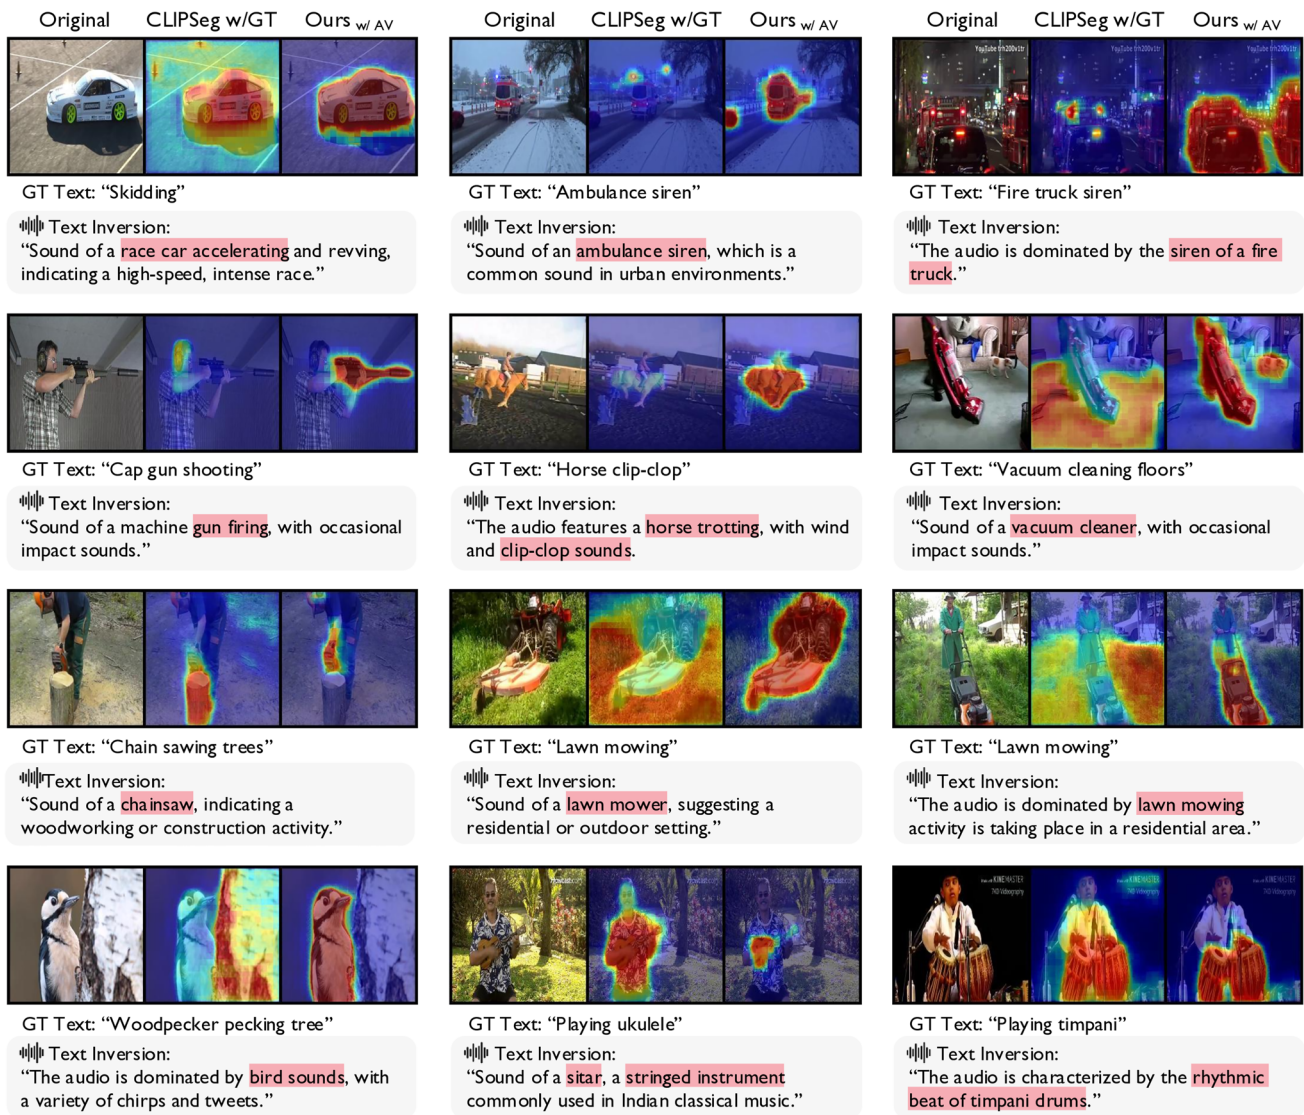 Original CLIPSeg w/GT Ours w/ AV
Original CLIPSeg w/GT Ours w/ AV
Original CLIPSeg w/GT Ours w/ AV
GT Text: “Skidding”
Text Inversion:
“Sound of a race car accelerating and revving,
indicating a high-speed, intense race.”
GT Text: “Ambulance siren”
Text Inversion:
“Sound of an ambulance siren, which is a
common sound in urban environments.”
GT Text: “Fire truck siren”
Text Inversion:
“The audio is dominated by the siren of a fire
truck.”
GT Text: “Cap gun shooting”
Text Inversion:
“Sound of a machine gun firing, with occasional
impact sounds.”
GT Text: “Horse clip-clop”
Text Inversion:
“The audio features a horse trotting, with wind
and clip-clop sounds.
GT Text: “Vacuum cleaning floors”
Text Inversion:
“Sound of a vacuum cleaner, with occasional
impact sounds.”
GT Text: “Chain sawing trees”
Text Inversion:
“Sound of a chainsaw, indicating a
woodworking or construction activity.”
GT Text: “Lawn mowing”
Text Inversion:
“Sound of a lawn mower, suggesting a
residential or outdoor setting.”
GT Text: “Lawn mowing”
Text Inversion:
“The audio is dominated by lawn mowing
activity is taking place in a residential area.”
KINEMASTER
KINEMASTER
KINEMASTER
GT Text: “Woodpecker pecking tree”
Text Inversion:
“The audio is dominated by bird sounds, with
a variety of chirps and tweets.”
GT Text: “Playing ukulele”
Text Inversion:
“Sound of a sitar, a stringed instrument
commonly used in Indian classical music.”
GT Text: “Playing timpani”
Text Inversion:
“The audio is characterized by the rhythmic
beat of timpani drums.”